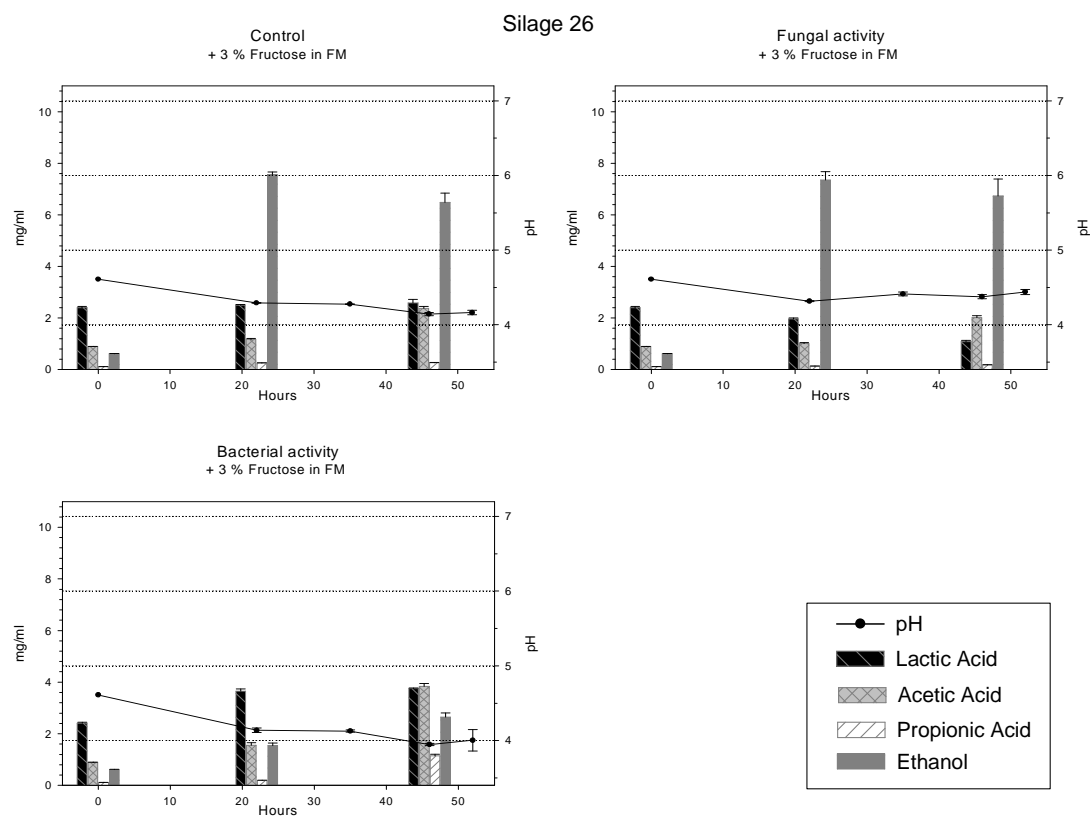 Silage 26
Control
+ 3 % Fructose in FM
10
8
6
4
2
0
mg/ml
7
6
5
4
pH
0 10 20 30 40 50
Hours
Fungal activity
+ 3 % Fructose in FM
10
8
6
4
2
0
mg/ml
7
6
5
4
pH
0 10 20 30 40 50
Hours
Bacterial activity
+ 3 % Fructose in FM
10
8
6
4
2
0
mg/ml
7
6
5
4
pH
0 10 20 30 40 50
Hours
pH
Lactic Acid
Acetic Acid
Propionic Acid
Ethanol